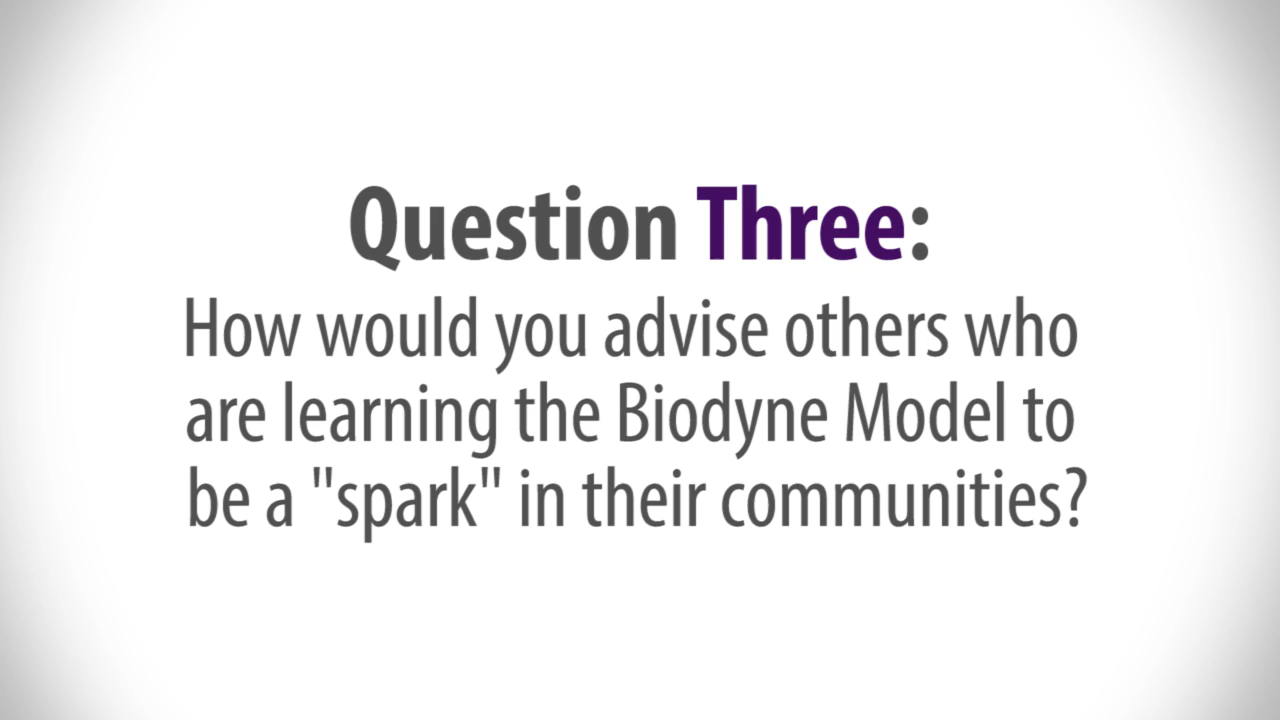 Question Three:
How would you advise others who
are learning the Biodyne Model to
be a "spark" in their communities?